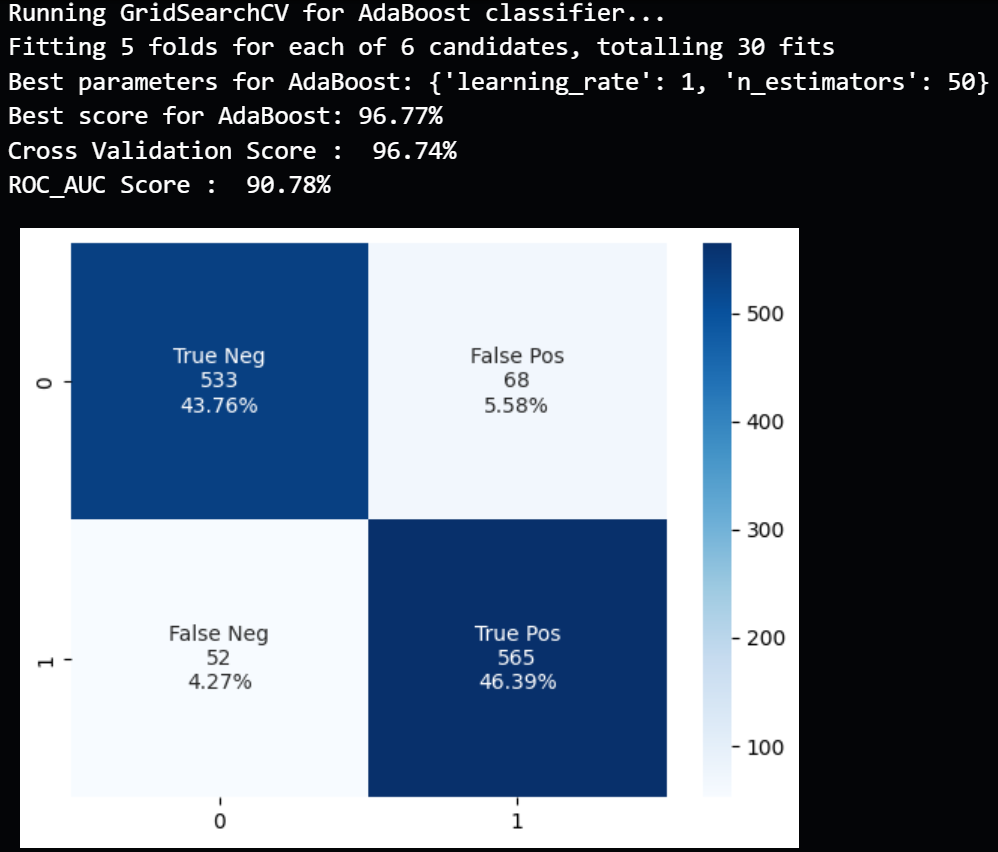 Running GridSearchCV for AdaBoost classifier...
Fitting 5 folds for each of 6 candidates, totalling 30 fits
Best parameters for AdaBoost: {'learning_rate': 1, 'n_estimators': 50}
Best score for AdaBoost: 96.77%
Cross Validation Score :  96.74%
ROC_AUC Score :  90.78%
True Neg
533
43.76%
False Pos
68
5.58%
False Neg
52
4.27%
True Pos
565
46.39%
0
1
0
1
500
400
300
200
100